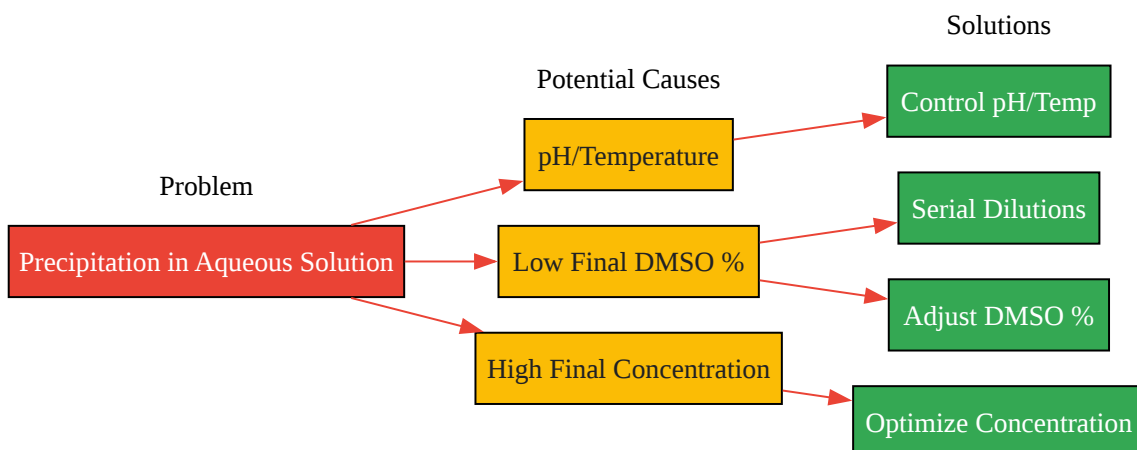 Problem
Precipitation in Aqueous Solution
Potential Causes
pH/Temperature
Low Final DMSO %
High Final Concentration
Solutions
Control pH/Temp
Serial Dilutions
Adjust DMSO %
Optimize Concentration